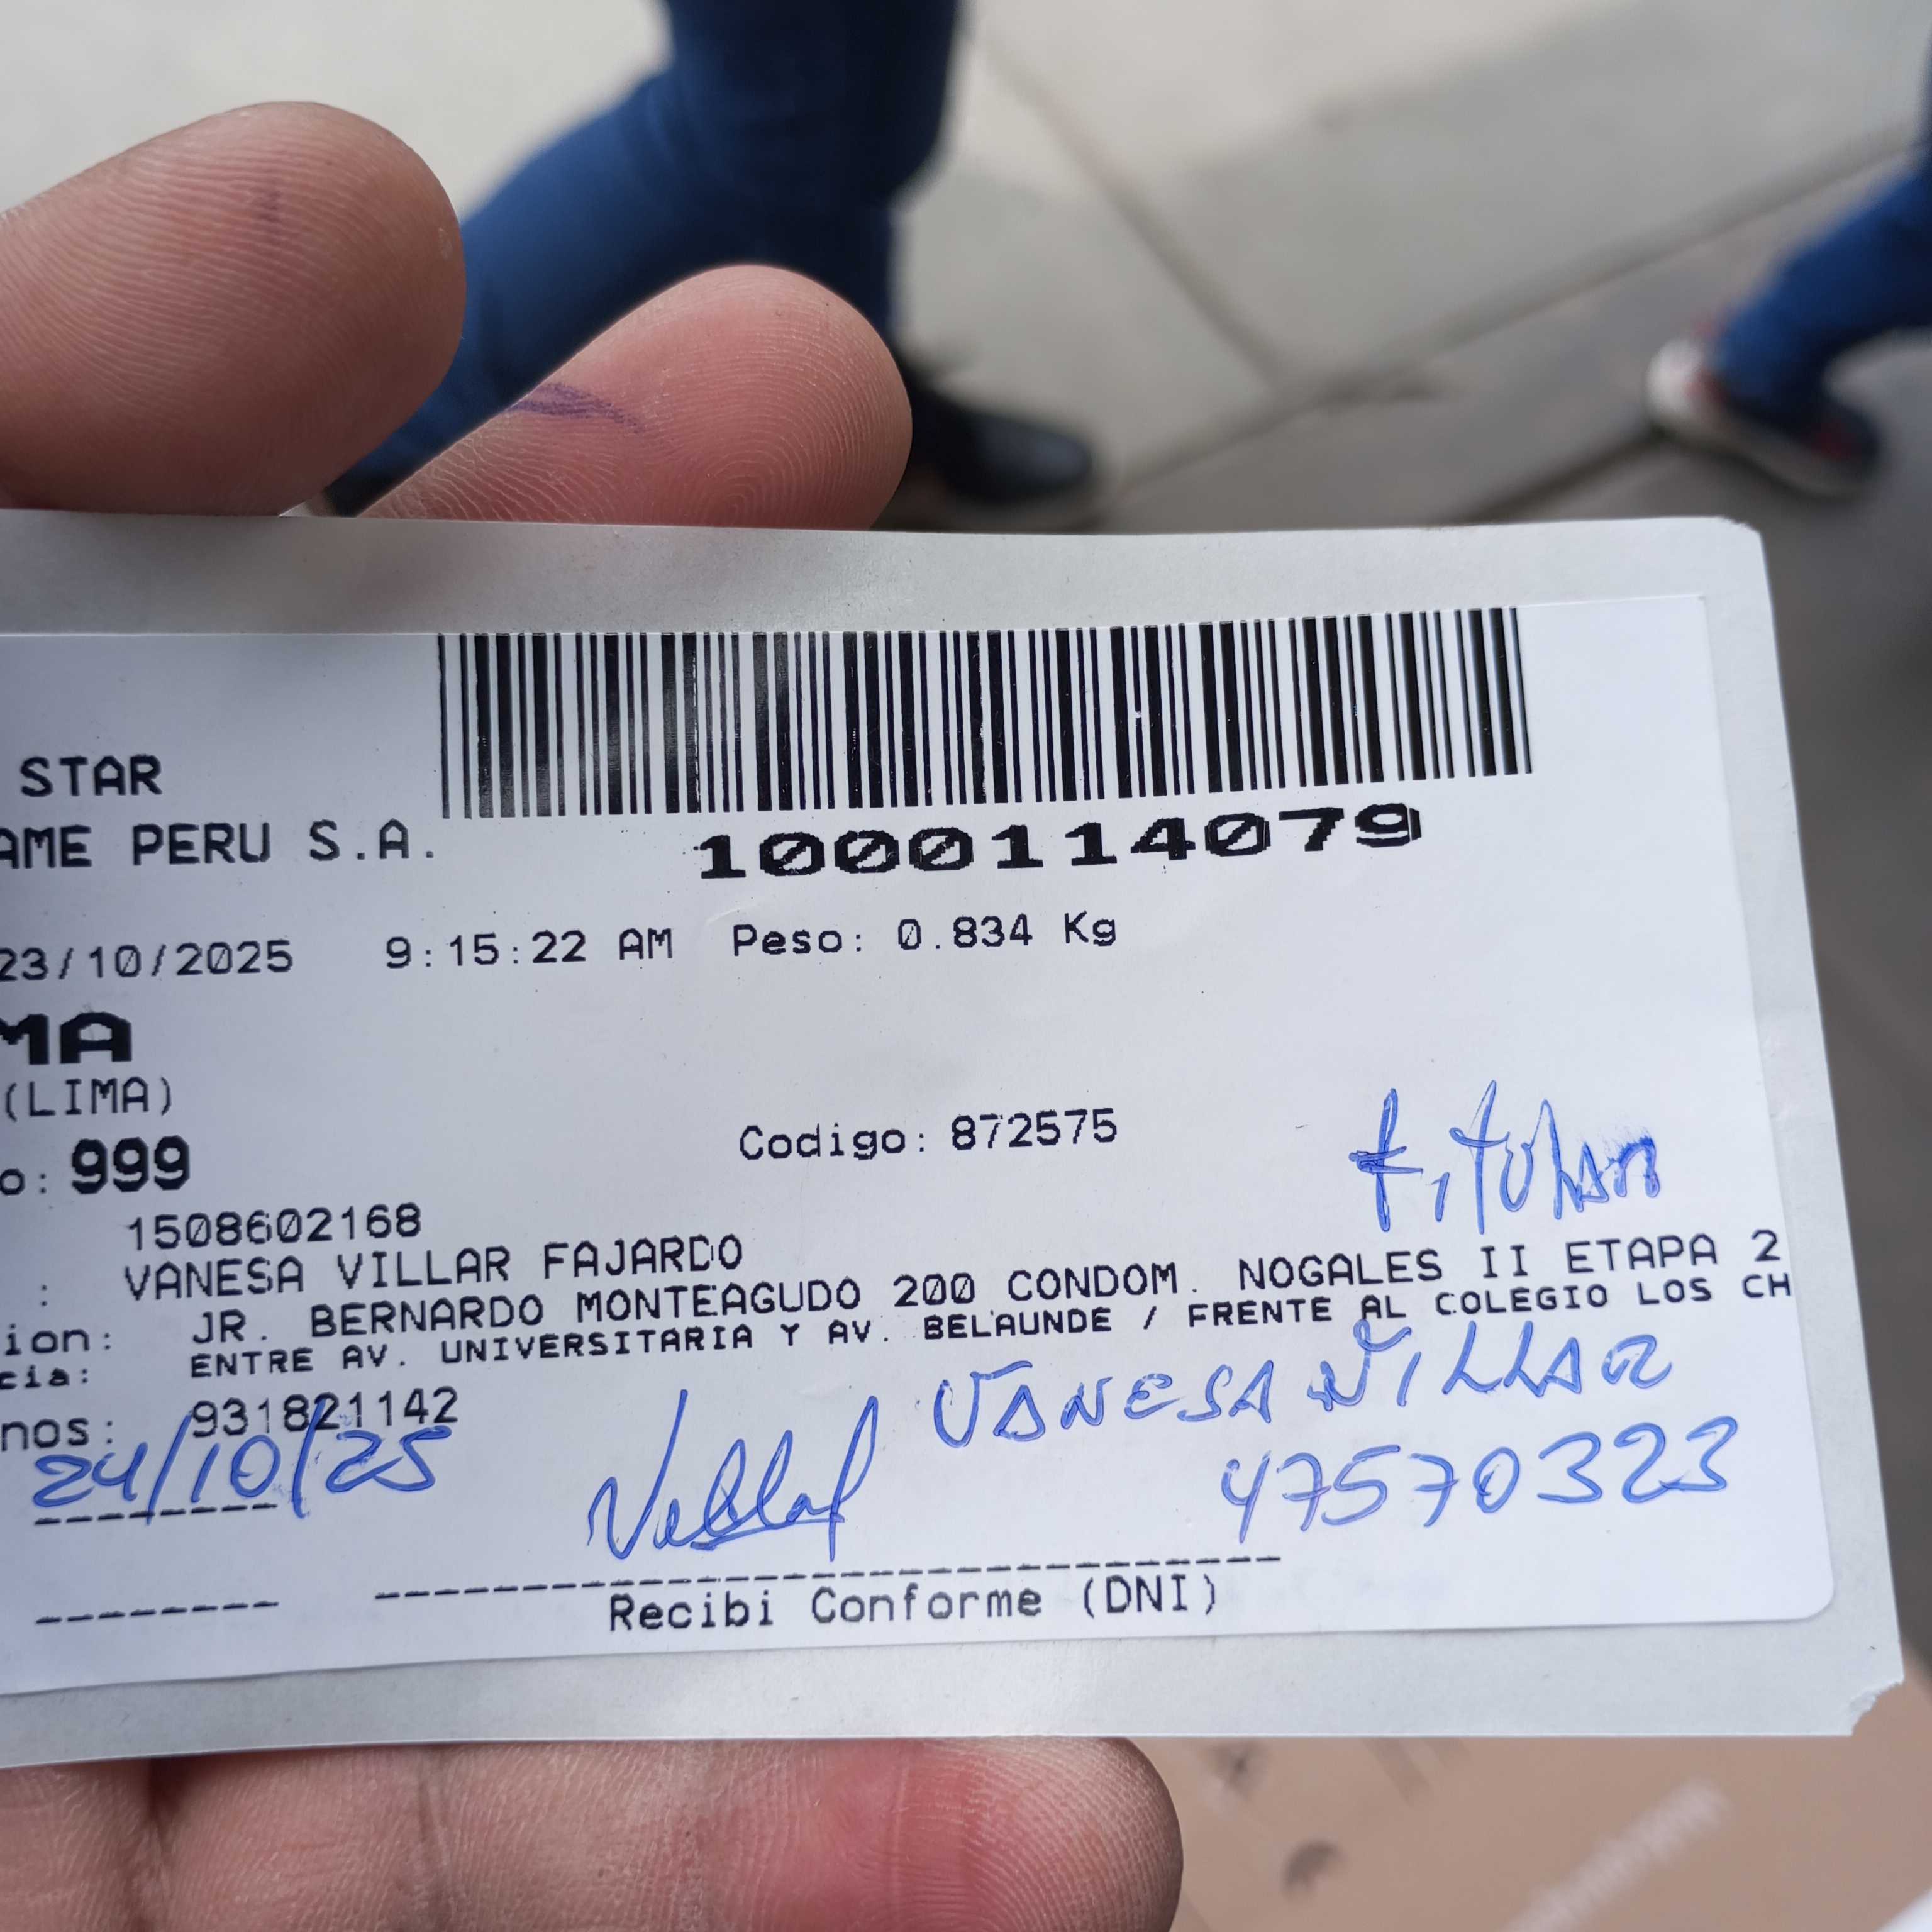 STAR
AME PERU S.A.
1000114079
23/10/2025 9:15:22 AM Peso: 0.834 Kg
MA
(LIMA)
Codigo: 872575
o: 999
titular
1508602168
: VANESA VILLAR FAJARDO
ion: JR. BERNARDO MONTEAGUDO 200 CONDOM. NOGALES II ETAPA 2
cia: ENTRE AV. UNIVERSITARIA Y AV. BELAUNDE / FRENTE AL COLEGIO LOS CH
nos: 931821142
VANESA VILLAR
24/10/25
Villar
47570323
Recibi Conforme (DNI)